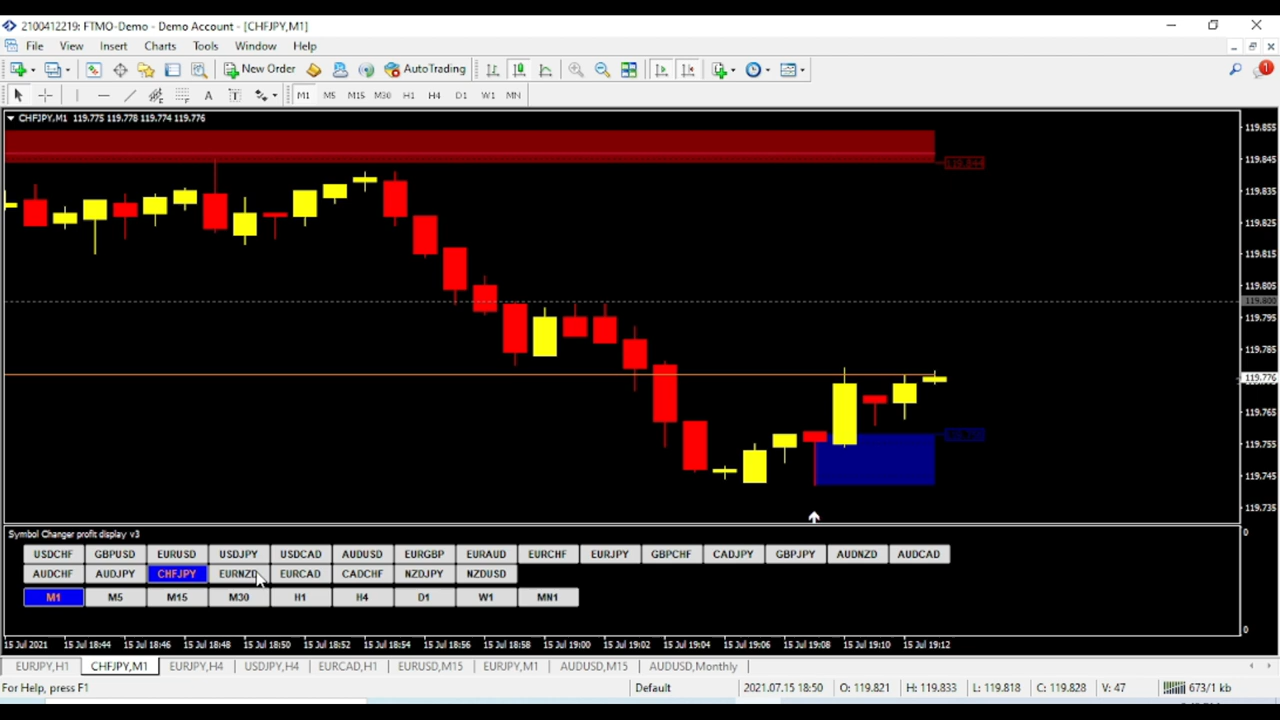 2100412219: FTMO-Demo - Demo Account - [CHFJPY,M1]
File View Insert Charts Tools Window Help
New Order AutoTrading
A T M1 M5 M15 M30 H1 H4 D1 W1 MN
CHFJPY,M1 119.775 119.778 119.774 119.776
119.855
119.844
119.845
119.835
119.825
119.815
119.805
119.800
119.795
119.785
119.776
119.765
119.755
119.745
119.735
Symbol Changer profit display v3
0
USDCHF GBPUSD EURUSD USDJPY USDCAD AUDUSD EURGBP EURAUD EURCHF EURJPY GBPCHF CADJPY GBPJPY AUDNZD AUDCAD
AUDCHF AUDJPY CHFJPY EURNZD EURCAD CADCHF NZDJPY NZDUSD
M1 M5 M15 M30 H1 H4 D1 W1 MN1
0
15 Jul 2021 15 Jul 18:44 15 Jul 18:46 15 Jul 18:48 15 Jul 18:50 15 Jul 18:52 15 Jul 18:54 15 Jul 18:56 15 Jul 18:58 15 Jul 19:00 15 Jul 19:02 15 Jul 19:04 15 Jul 19:06 15 Jul 19:08 15 Jul 19:10 15 Jul 19:12
EURJPY,H1 CHFJPY,M1 EURJPY,H4 USDJPY,H4 EURCAD,H1 EURUSD,M15 EURJPY,M1 AUDUSD,M15 AUDUSD,Monthly
For Help, press F1 Default 2021.07.15 18:50 O: 119.821 H: 119.833 L: 119.818 C: 119.828 V: 47 673/1 kb